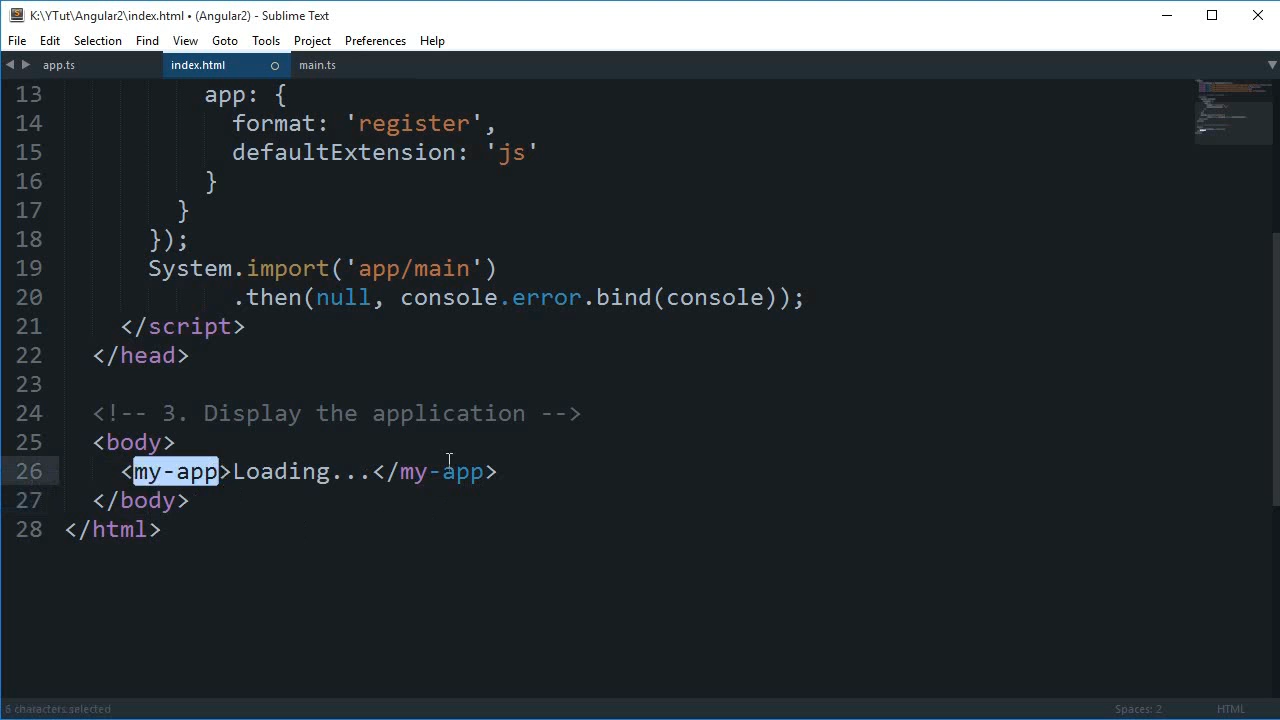 K:\YTut\Angular2\index.html • (Angular2) - Sublime Text
File Edit Selection Find View Goto Tools Project Preferences Help
app.ts index.html main.ts
13 app: {
14 format: 'register',
15 defaultExtension: 'js'
16 }
17 }
18 });
19 System.import('app/main')
20 .then(null, console.error.bind(console));
21 </script>
22 </head>
23
24 <!-- 3. Display the application -->
25 <body>
26 <my-app>Loading...</my-app>
27 </body>
28 </html>
6 characters selected Spaces: 2 HTML